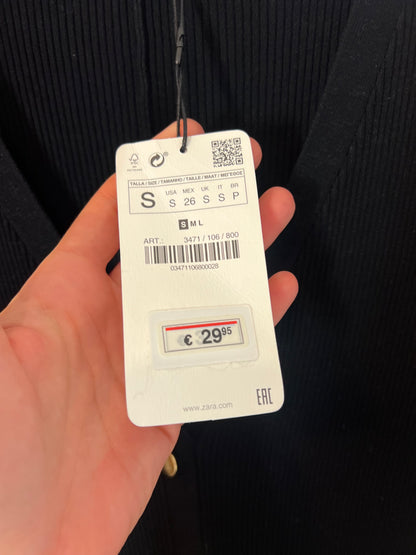 TALLA / SIZE / TAMANHO / TAILLE / MAAT / ΜΕΓΕΘΟΣ
S
USA MEX UK IT BR
S 26 S S P
S M L
ART.: 3471 / 106 / 800
03471106800028
€ 29 95
www.zara.com
EAC